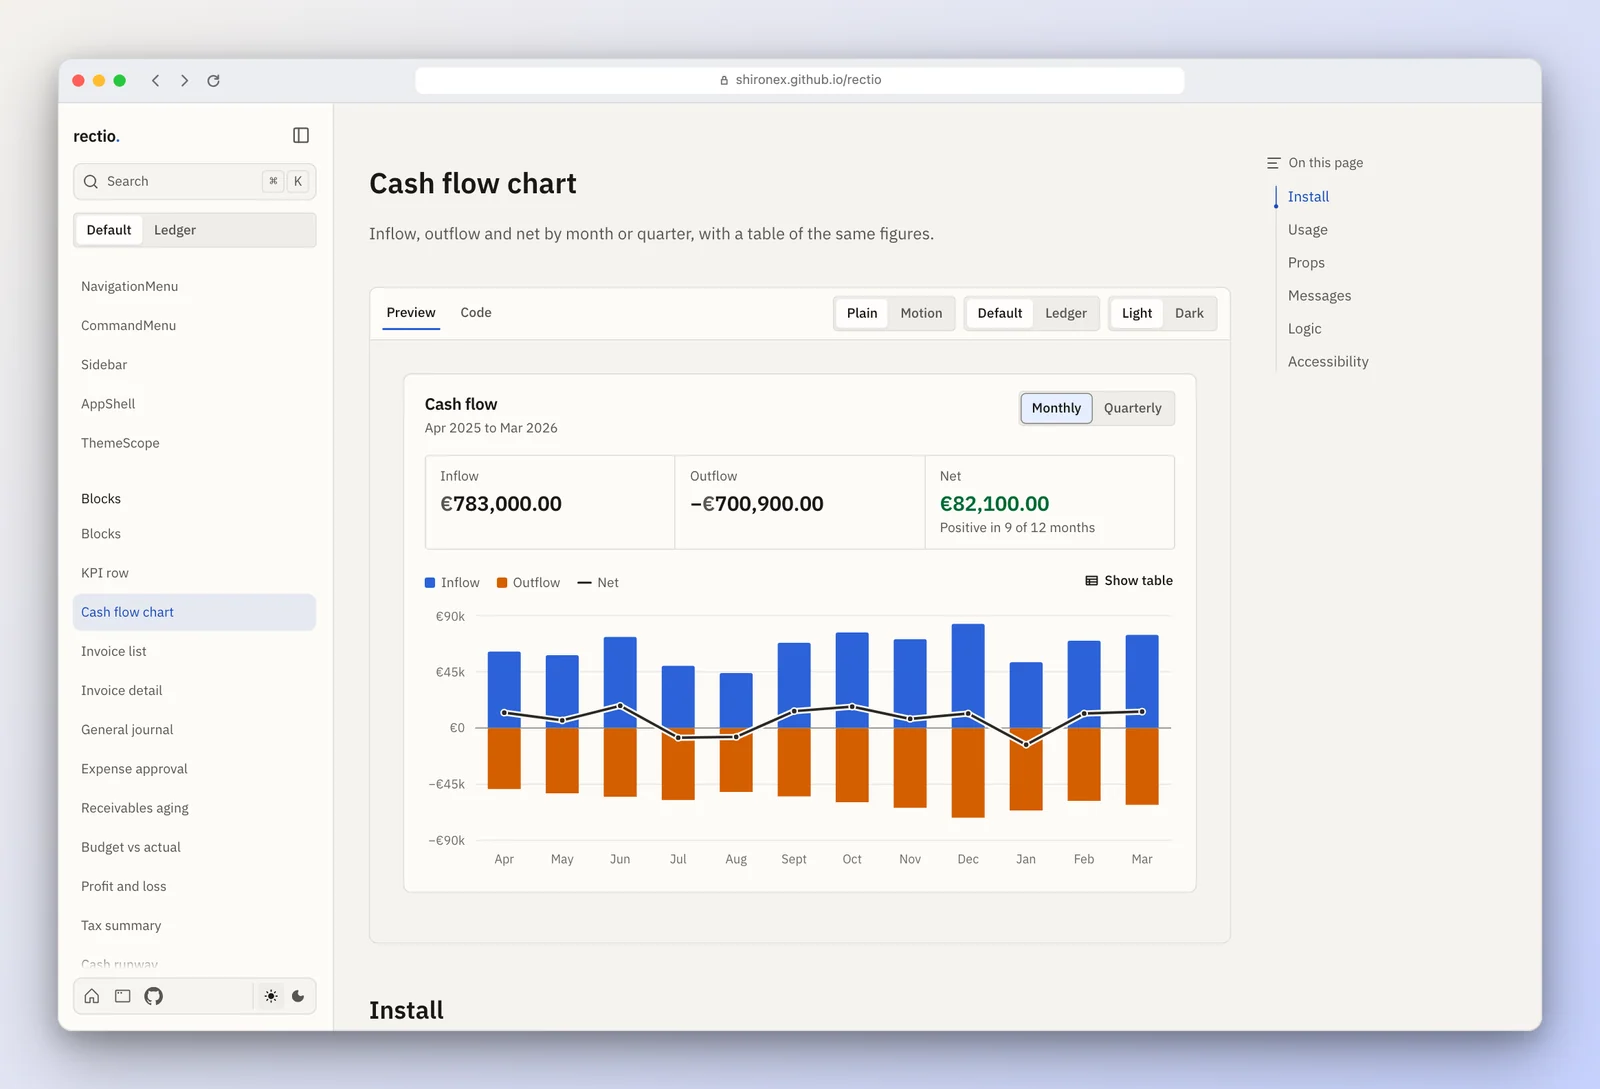 shironex.github.io/rectio
rectio.
Search ⌘ K
Default Ledger
NavigationMenu
CommandMenu
Sidebar
AppShell
ThemeScope
Blocks
Blocks
KPI row
Cash flow chart
Invoice list
Invoice detail
General journal
Expense approval
Receivables aging
Budget vs actual
Profit and loss
Tax summary
Cash runway
Cash flow chart
Inflow, outflow and net by month or quarter, with a table of the same figures.
Preview Code Plain Motion Default Ledger Light Dark
Cash flow
Apr 2025 to Mar 2026
Monthly Quarterly
Inflow
€783,000.00
Outflow
−€700,900.00
Net
€82,100.00
Positive in 9 of 12 months
Inflow Outflow Net Show table
€90k
€45k
€0
−€45k
−€90k
Apr May Jun Jul Aug Sept Oct Nov Dec Jan Feb Mar
Install
On this page
Install
Usage
Props
Messages
Logic
Accessibility